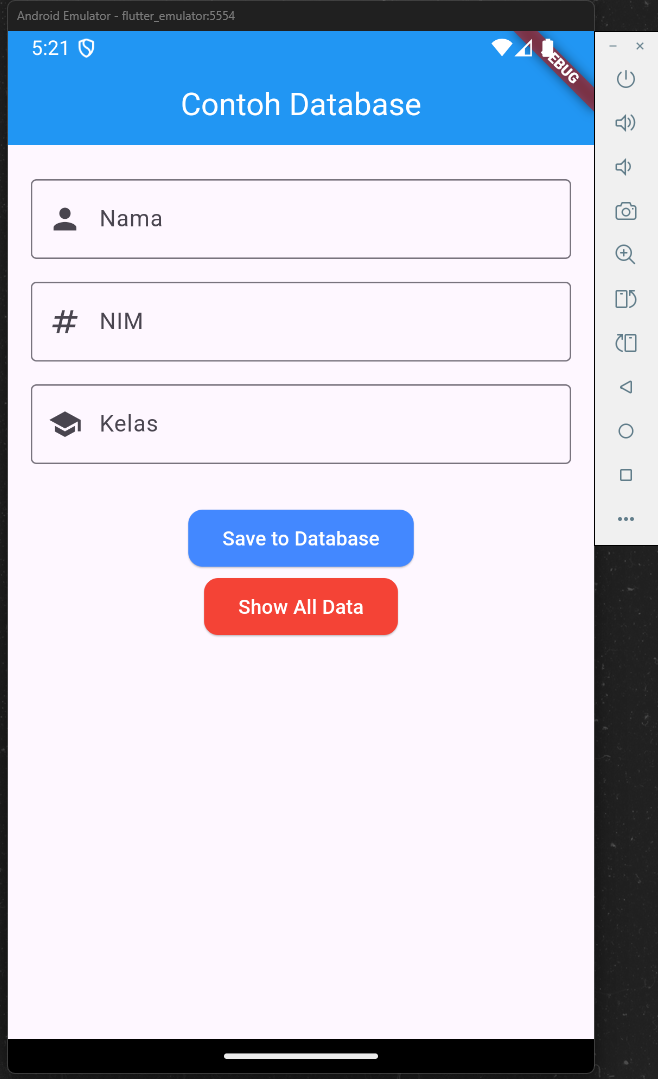 Android Emulator - flutter_emulator:5554
5:21
DEBUG
Contoh Database
Nama
# NIM
Kelas
Save to Database
Show All Data